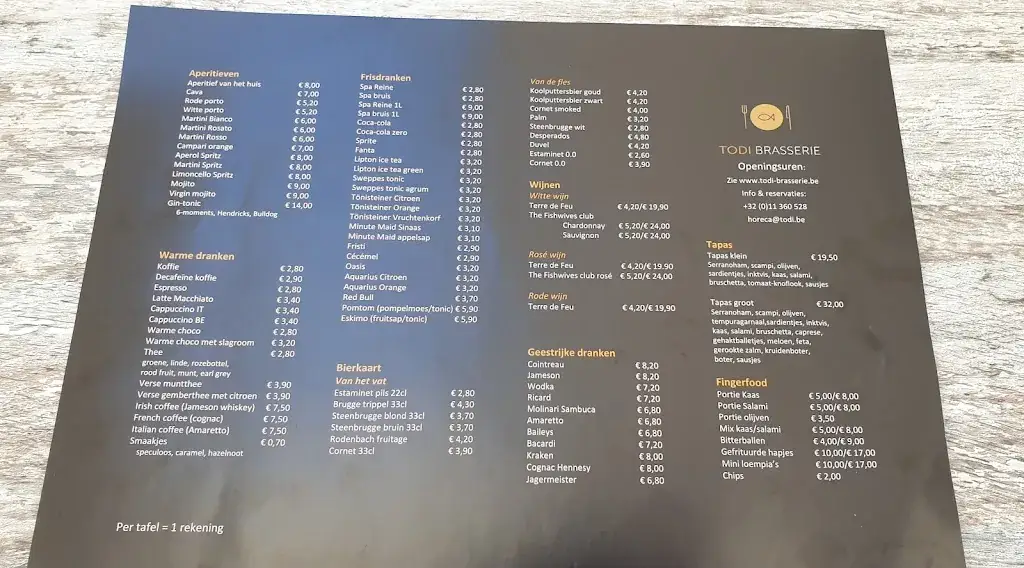 Aperitieven
Aperitief van het huis € 8,00
Cava € 7,00
Rode porto € 5,20
Witte porto € 5,20
Martini Bianco € 6,00
Martini Rosato € 6,00
Martini Rosso € 6,00
Campari orange € 7,00
Aperol Spritz € 8,00
Martini Spritz € 8,00
Limoncello Spritz € 8,00
Mojito € 9,00
Virgin mojito € 9,00
Gin-tonic € 14,00
6-moments, Hendricks, Bulldog
Warme dranken
Koffie € 2,80
Decafeïne koffie € 2,90
Espresso € 2,80
Latte Macchiato € 3,40
Cappuccino IT € 3,40
Cappuccino BE € 3,40
Warme choco € 2,80
Warme choco met slagroom € 3,20
Thee € 2,80
groene, linde, rozebottel,
rood fruit, munt, earl grey
Verse muntthee € 3,90
Verse gemberthee met citroen € 3,90
Irish coffee (Jameson whiskey) € 7,50
French coffee (cognac) € 7,50
Italian coffee (Amaretto) € 7,50
Smaakjes € 0,70
speculoos, caramel, hazelnoot
Per tafel = 1 rekening
Frisdranken
Spa Reine € 2,80
Spa bruis € 2,80
Spa Reine 1L € 9,00
Spa bruis 1L € 9,00
Coca-cola € 2,80
Coca-cola zero € 2,80
Sprite € 2,80
Fanta € 2,80
Lipton ice tea € 3,20
Lipton ice tea green € 3,20
Sweppes tonic € 3,20
Sweppes tonic agrum € 3,20
Tönisteiner Citroen € 3,20
Tönisteiner Orange € 3,20
Tönisteiner Vruchtenkorf € 3,20
Minute Maid Sinaas € 3,10
Minute Maid appelsap € 3,10
Fristi € 2,90
Cécémel € 2,90
Oasis € 3,20
Aquarius Citroen € 3,20
Aquarius Orange € 3,20
Red Bull € 3,70
Pomtom (pompelmoes/tonic) € 5,90
Eskimo (fruitsap/tonic) € 5,90
Bierkaart
Van het vat
Estaminet pils 22cl € 2,80
Brugge trippel 33cl € 4,30
Steenbrugge blond 33cl € 3,70
Steenbrugge bruin 33cl € 3,70
Rodenbach fruitage € 4,20
Cornet 33cl € 3,90
Van de fles
Koolputtersbier goud € 4,20
Koolputtersbier zwart € 4,20
Cornet smoked € 4,00
Palm € 3,20
Steenbrugge wit € 2,80
Desperados € 4,80
Duvel € 4,20
Estaminet 0.0 € 2,60
Cornet 0.0 € 3,90
Wijnen
Witte wijn
Terre de Feu € 4,20/€ 19,90
The Fishwives club
Chardonnay € 5,20/€ 24,00
Sauvignon € 5,20/€ 24,00
Rosé wijn
Terre de Feu € 4,20/€ 19.90
The Fishwives club rosé € 5,20/€ 24,00
Rode wijn
Terre de Feu € 4,20/€ 19,90
Geestrijke dranken
Cointreau € 8,20
Jameson € 8,20
Wodka € 7,20
Ricard € 7,20
Molinari Sambuca € 6,80
Amaretto € 6,80
Baileys € 6,80
Bacardi € 7,20
Kraken € 8,00
Cognac Hennesy € 8,00
Jagermeister € 6,80
TODI BRASSERIE
Openingsuren:
Zie www.todi-brasserie.be
Info & reservaties:
+32 (0)11 360 528
horeca@todi.be
Tapas
Tapas klein € 19,50
Serranoham, scampi, olijven,
sardientjes, inktvis, kaas, salami,
bruschetta, tomaat-knoflook, sausjes
Tapas groot € 32,00
Serranoham, scampi, olijven,
tempuragarnaal,sardientjes, inktvis,
kaas, salami, bruschetta, caprese,
gehaktballetjes, meloen, feta,
gerookte zalm, kruidenboter,
boter, sausjes
Fingerfood
Portie Kaas € 5,00/€ 8,00
Portie Salami € 5,00/€ 8,00
Portie olijven € 3,50
Mix kaas/salami € 5,00/€ 8,00
Bitterballen € 4,00/€ 9,00
Gefrituurde hapjes € 10,00/€ 17,00
Mini loempia's € 10,00/€ 17,00
Chips € 2,00